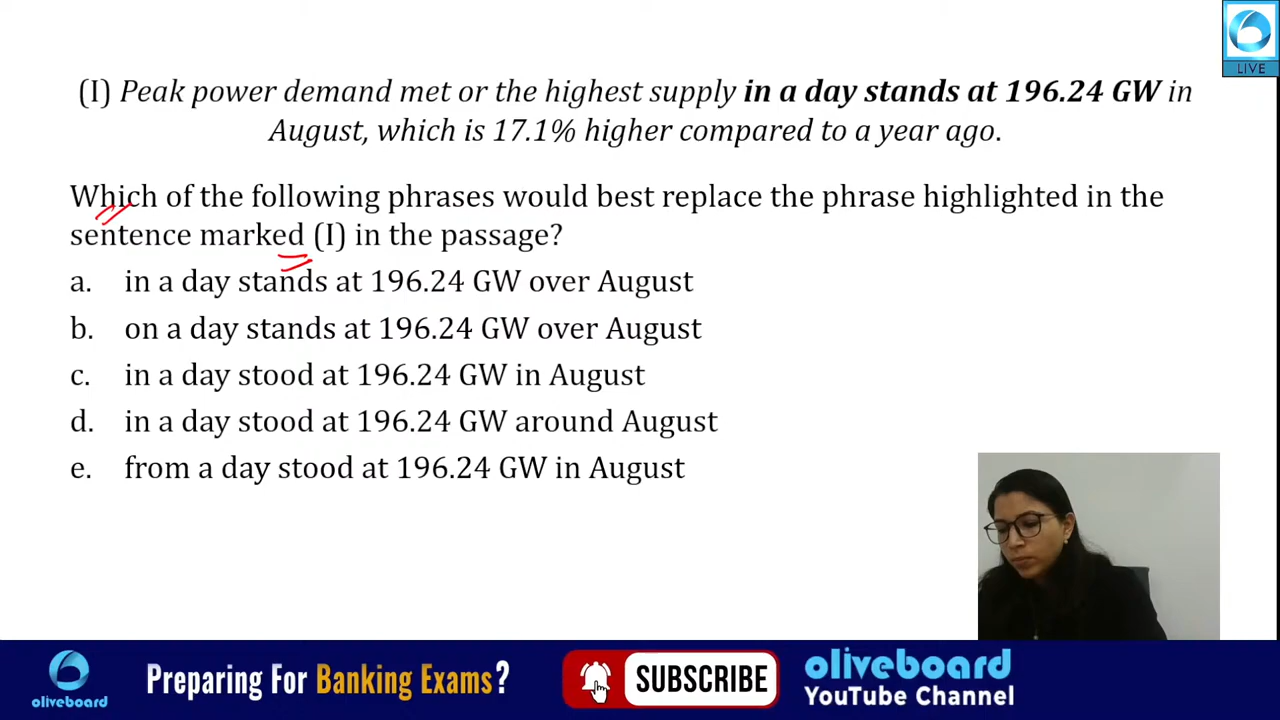 LIVE
(I) Peak power demand met or the highest supply in a day stands at 196.24 GW in
August, which is 17.1% higher compared to a year ago.
Which of the following phrases would best replace the phrase highlighted in the
sentence marked (I) in the passage?
a. in a day stands at 196.24 GW over August
b. on a day stands at 196.24 GW over August
c. in a day stood at 196.24 GW in August
d. in a day stood at 196.24 GW around August
e. from a day stood at 196.24 GW in August
oliveboard
Preparing For Banking Exams?
SUBSCRIBE
oliveboard
YouTube Channel